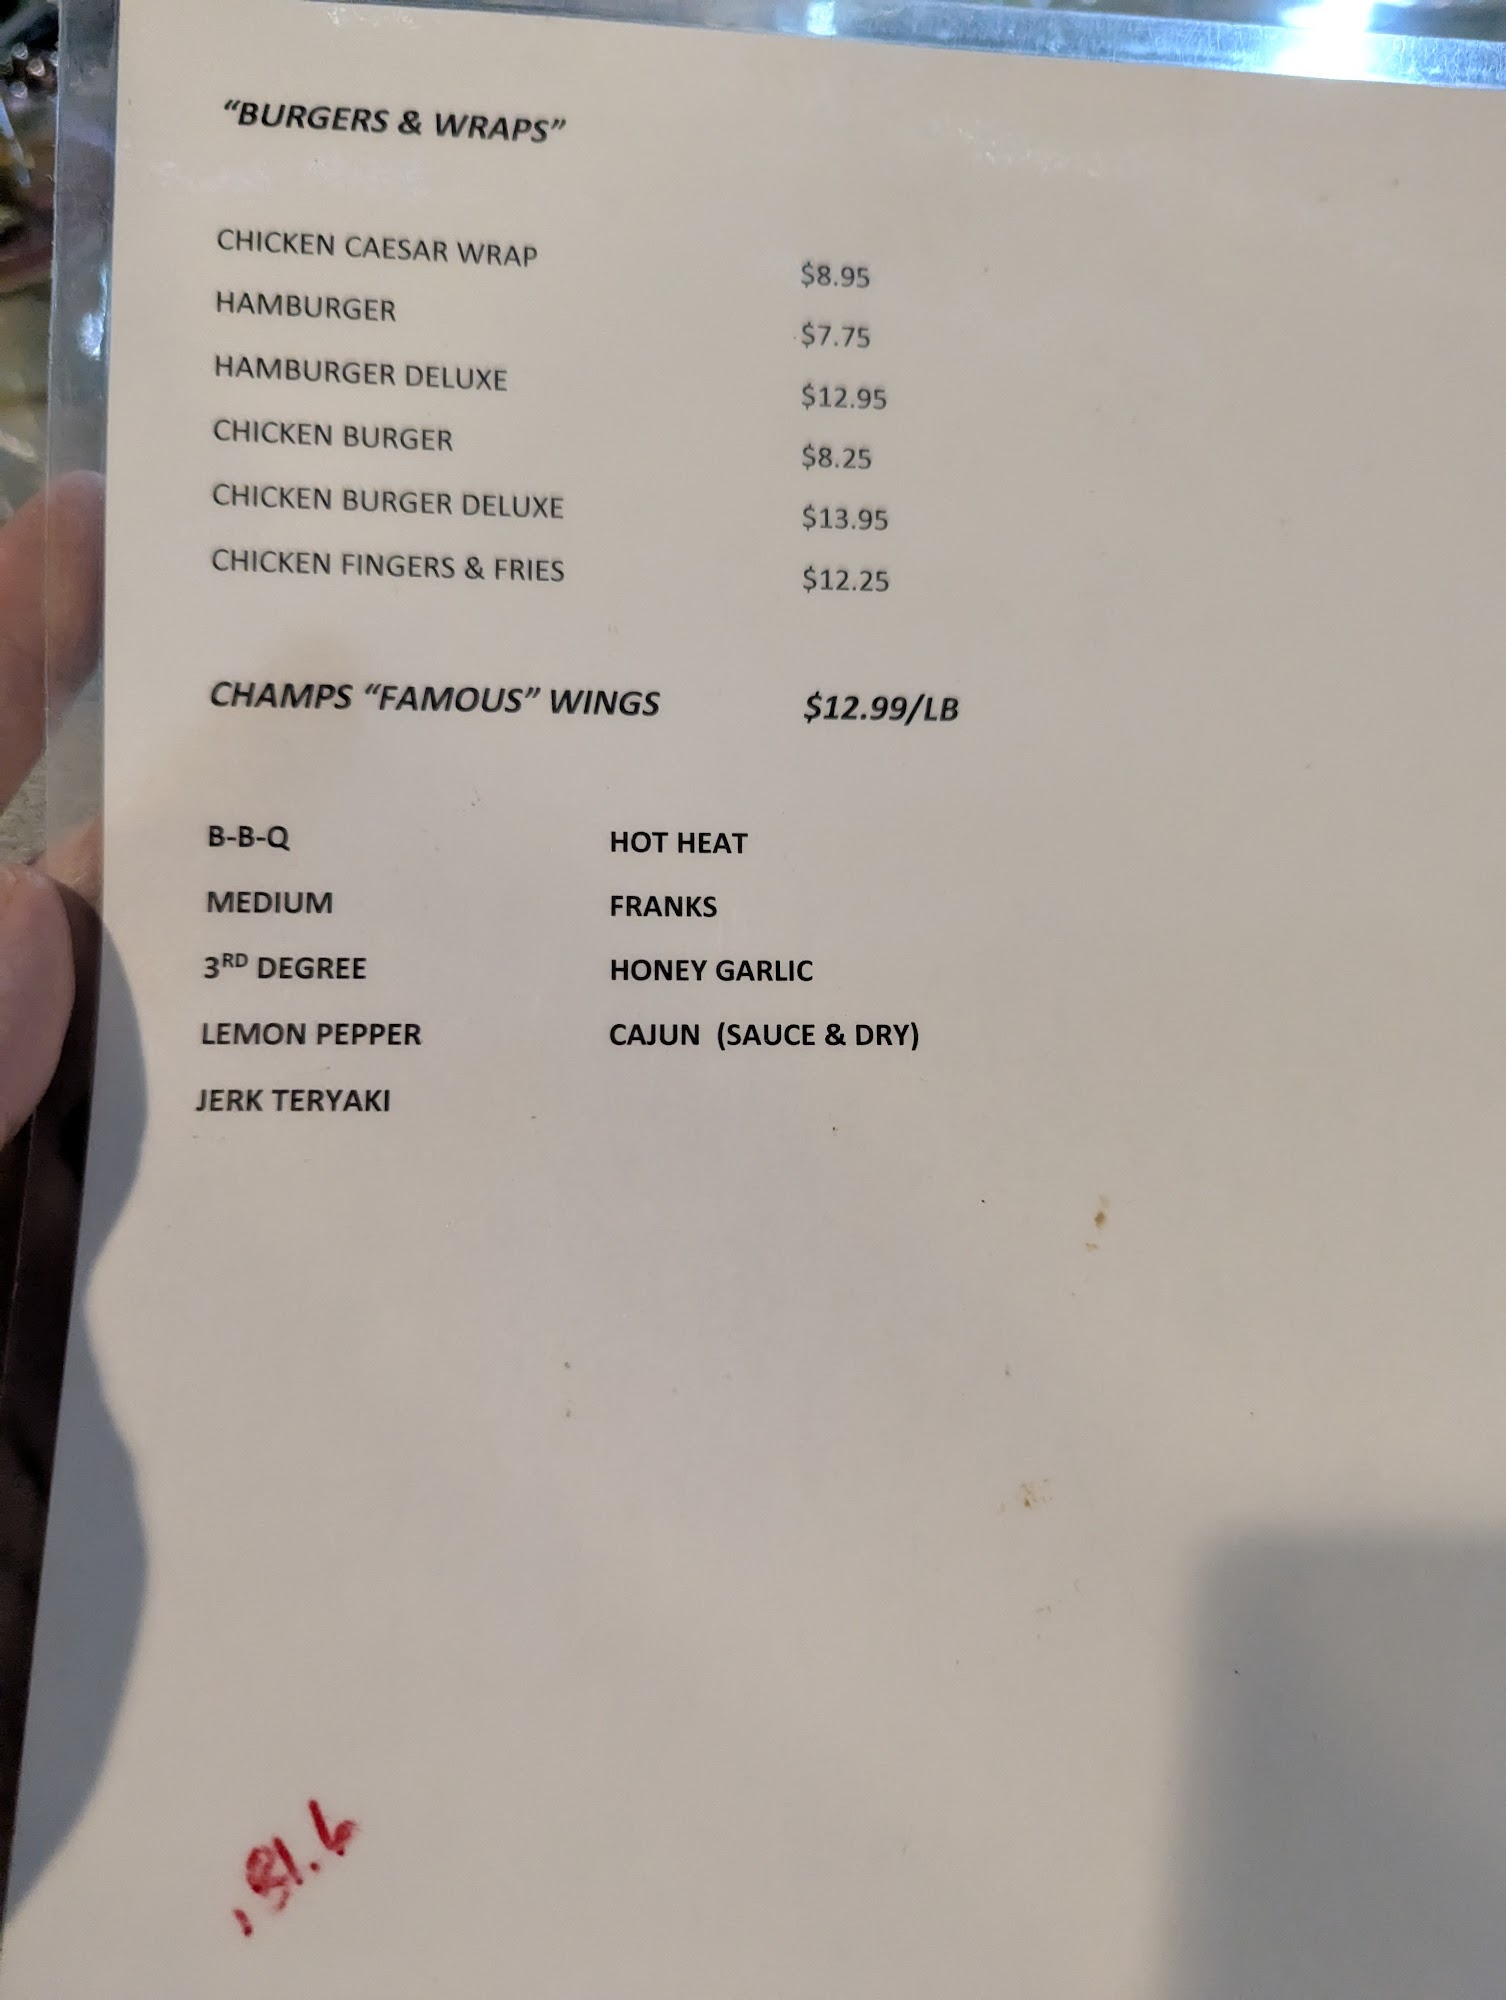 “BURGERS & WRAPS”
CHICKEN CAESAR WRAP $8.95
HAMBURGER $7.75
HAMBURGER DELUXE $12.95
CHICKEN BURGER $8.25
CHICKEN BURGER DELUXE $13.95
CHICKEN FINGERS & FRIES $12.25
CHAMPS “FAMOUS” WINGS $12.99/LB
B-B-Q HOT HEAT
MEDIUM FRANKS
3RD DEGREE HONEY GARLIC
LEMON PEPPER CAJUN (SAUCE & DRY)
JERK TERYAKI